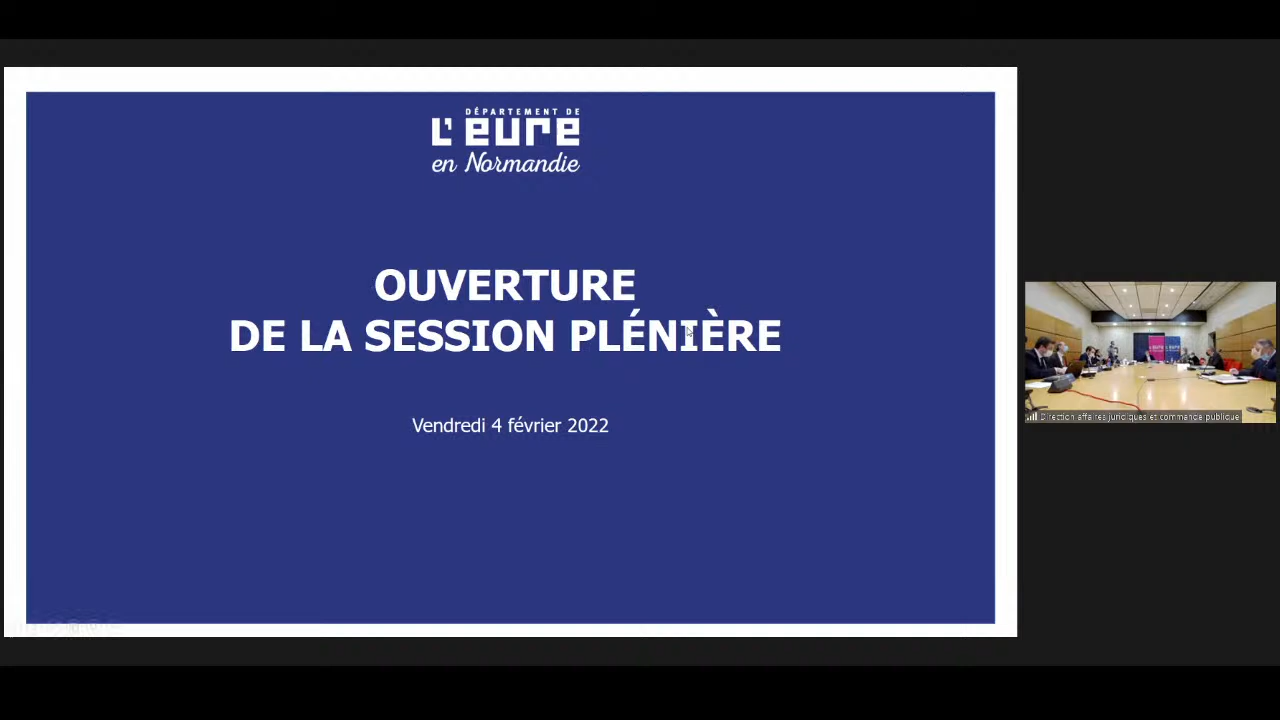 DÉPARTEMENT DE
L'eure
en Normandie
OUVERTURE
DE LA SESSION PLÉNIÈRE
Vendredi 4 février 2022
Direction affaires juridiques et commande publique